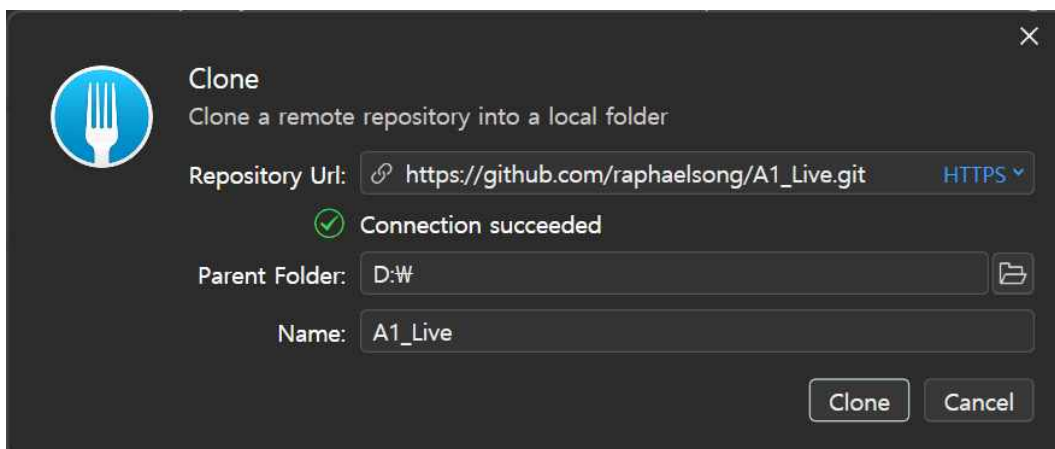 Clone
Clone a remote repository into a local folder
Repository Url: https://github.com/raphaelsong/A1_Live.git HTTPS
Connection succeeded
Parent Folder: D:₩
Name: A1_Live
Clone Cancel